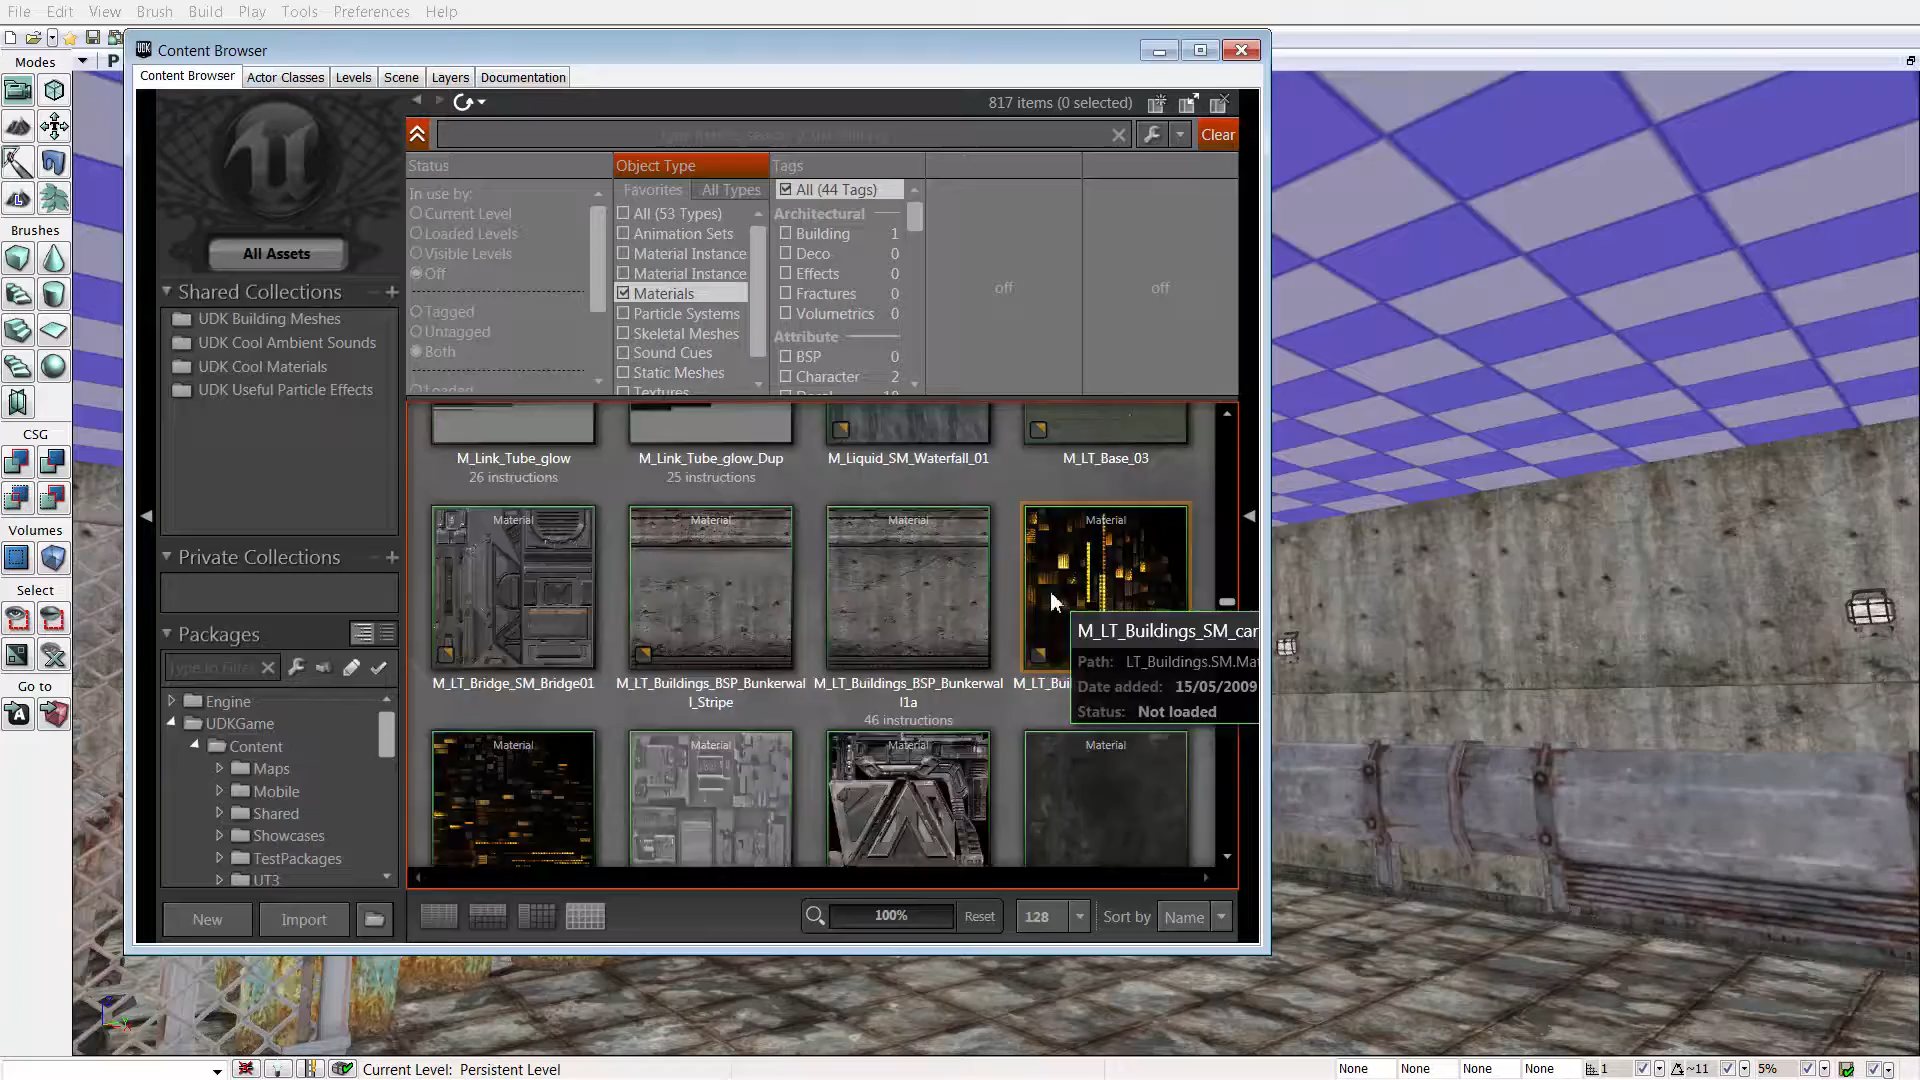 File Edit View Brush Build Play Tools Preferences Help
Modes
P
Brushes
CSG
Volumes
Select
Go to
UDK Content Browser
Content Browser Actor Classes Levels Scene Layers Documentation
All Assets
Shared Collections
UDK Building Meshes
UDK Cool Ambient Sounds
UDK Cool Materials
UDK Useful Particle Effects
Private Collections
Packages
Type to Filter
Engine
UDKGame
Content
Maps
Mobile
Shared
Showcases
TestPackages
UT3
New Import
817 items (0 selected)
Clear
Status
In use by:
Current Level
Loaded Levels
Visible Levels
Off
Tagged
Untagged
Both
Loaded
Object Type
Favorites All Types
All (53 Types)
Animation Sets
Material Instance
Material Instance
Materials
Particle Systems
Skeletal Meshes
Sound Cues
Static Meshes
Textures
Tags
All (44 Tags)
Architectural
Building 1
Deco 0
Effects 0
Fractures 0
Volumetrics 0
Attribute
BSP 0
Character 2
off
off
M_Link_Tube_glow
26 instructions
M_Link_Tube_glow_Dup
25 instructions
M_Liquid_SM_Waterfall_01
M_LT_Base_03
Material
M_LT_Bridge_SM_Bridge01
Material
M_LT_Buildings_BSP_Bunkerwal
l_Stripe
Material
M_LT_Buildings_BSP_Bunkerwal
l1a
46 instructions
Material
M_LT_Bui
M_LT_Buildings_SM_car
Path: LT_Buildings.SM.Mat
Date added: 15/05/2009
Status: Not loaded
Material
Material
Material
Material
100% Reset 128 Sort by Name
Current Level: Persistent Level
None None None None 1 ~11 5%